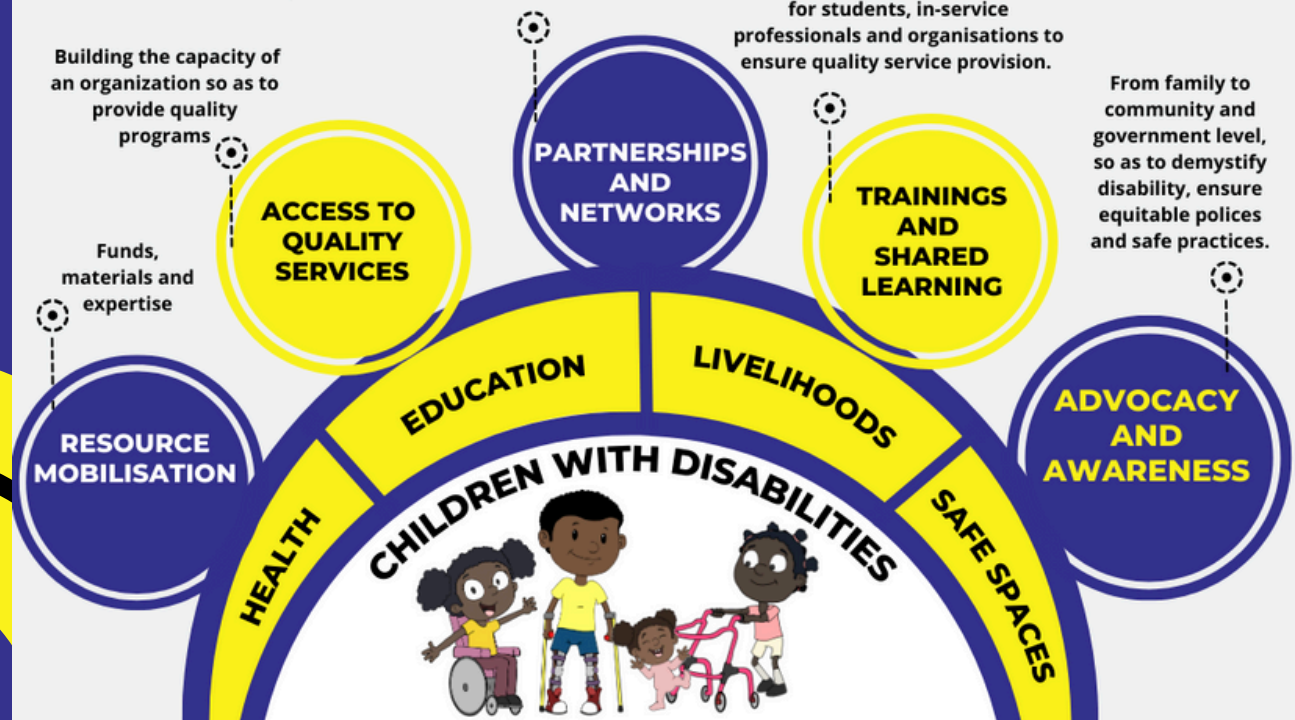 for students, in-service
professionals and organisations to
ensure quality service provision.
Building the capacity of
an organization so as to
provide quality
programs
From family to
community and
government level,
so as to demystify
disability, ensure
equitable polices
and safe practices.
Funds,
materials and
expertise
PARTNERSHIPS
AND
NETWORKS
ACCESS TO
QUALITY
SERVICES
TRAININGS
AND
SHARED
LEARNING
RESOURCE
MOBILISATION
ADVOCACY
AND
AWARENESS
HEALTH
EDUCATION
LIVELIHOODS
SAFE SPACES
CHILDREN WITH DISABILITIES